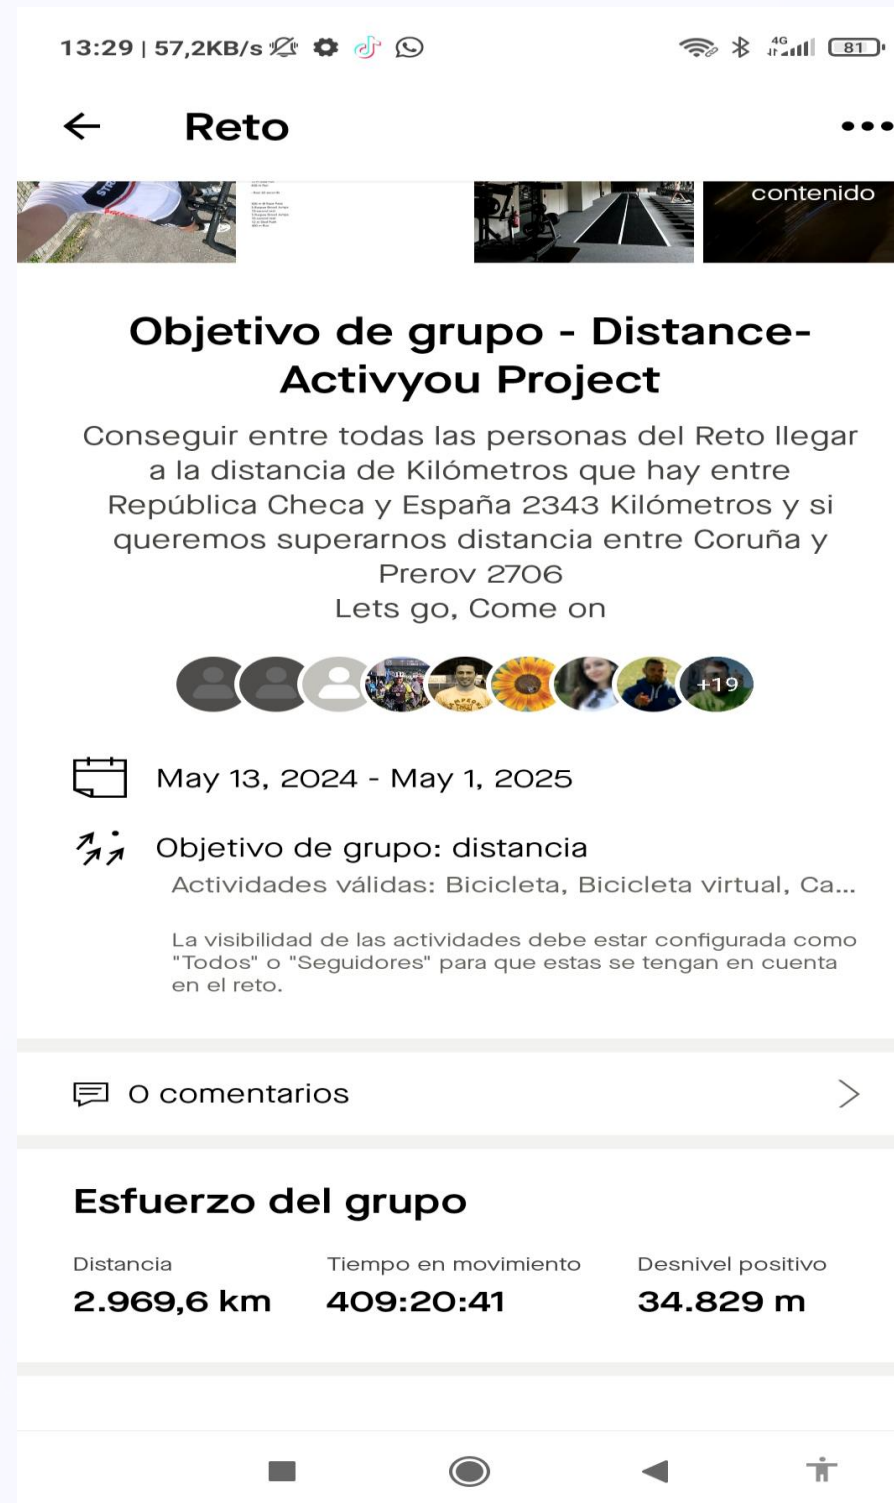 13:29 | 57,2KB/s
4G
81
Reto
STR
contenido
Objetivo de grupo - Distance-
Activyou Project
Conseguir entre todas las personas del Reto llegar
a la distancia de Kilómetros que hay entre
República Checa y España 2343 Kilómetros y si
queremos superarnos distancia entre Coruña y
Prerov 2706
Lets go, Come on
+19
May 13, 2024 - May 1, 2025
Objetivo de grupo: distancia
Actividades válidas: Bicicleta, Bicicleta virtual, Ca...
La visibilidad de las actividades debe estar configurada como
"Todos" o "Seguidores" para que estas se tengan en cuenta
en el reto.
0 comentarios
Esfuerzo del grupo
Distancia
Tiempo en movimiento
Desnivel positivo
2.969,6 km
409:20:41
34.829 m